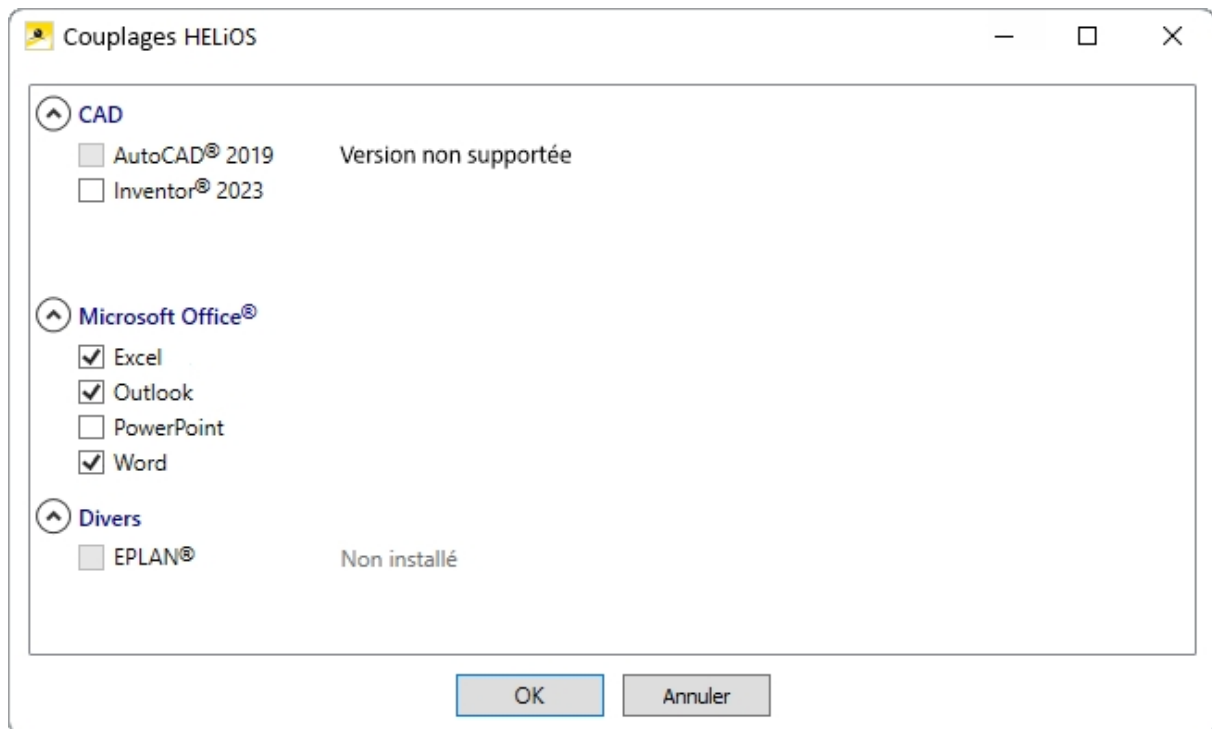 Couplages HELiOS
CAD
AutoCAD® 2019 Version non supportée
Inventor® 2023
Microsoft Office®
Excel
Outlook
PowerPoint
Word
Divers
EPLAN® Non installé
OK Annuler